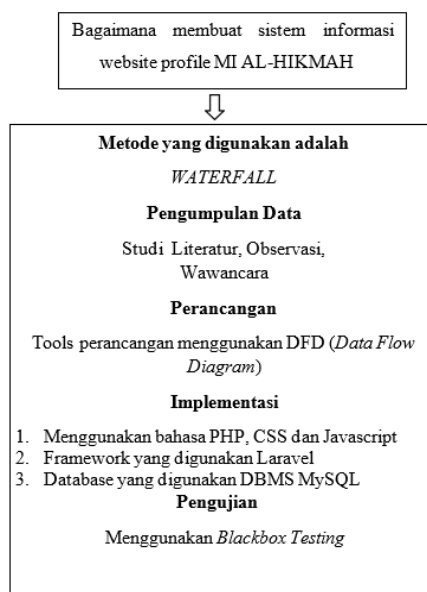 Bagaimana membuat sistem informasi
website profile MI AL-HIKMAH
Metode yang digunakan adalah
WATERFALL
Pengumpulan Data
Studi Literatur, Observasi,
Wawancara
Perancangan
Tools perancangan menggunakan DFD (Data Flow
Diagram)
Implementasi
1. Menggunakan bahasa PHP, CSS dan Javascript
2. Framework yang digunakan Laravel
3. Database yang digunakan DBMS MySQL
Pengujian
Menggunakan Blackbox Testing